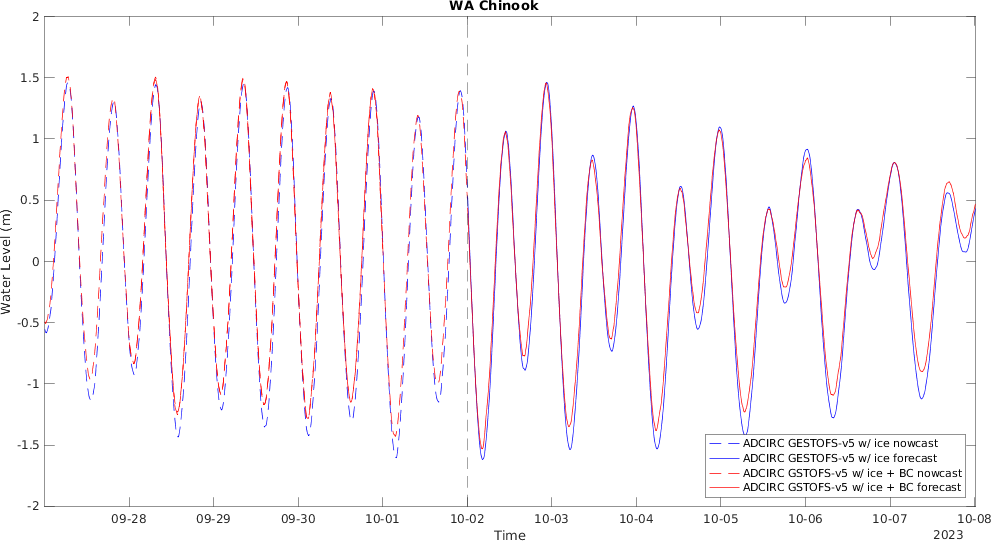 WA Chinook
2
1.5
1
0.5
0
-0.5
-1
-1.5
-2
Water Level (m)
ADCIRC GESTOFS-v5 w/ ice nowcast
ADCIRC GESTOFS-v5 w/ ice forecast
ADCIRC GSTOFS-v5 w/ ice + BC nowcast
ADCIRC GSTOFS-v5 w/ ice + BC forecast
09-28 09-29 09-30 10-01 10-02 10-03 10-04 10-05 10-06 10-07 10-08
Time
2023